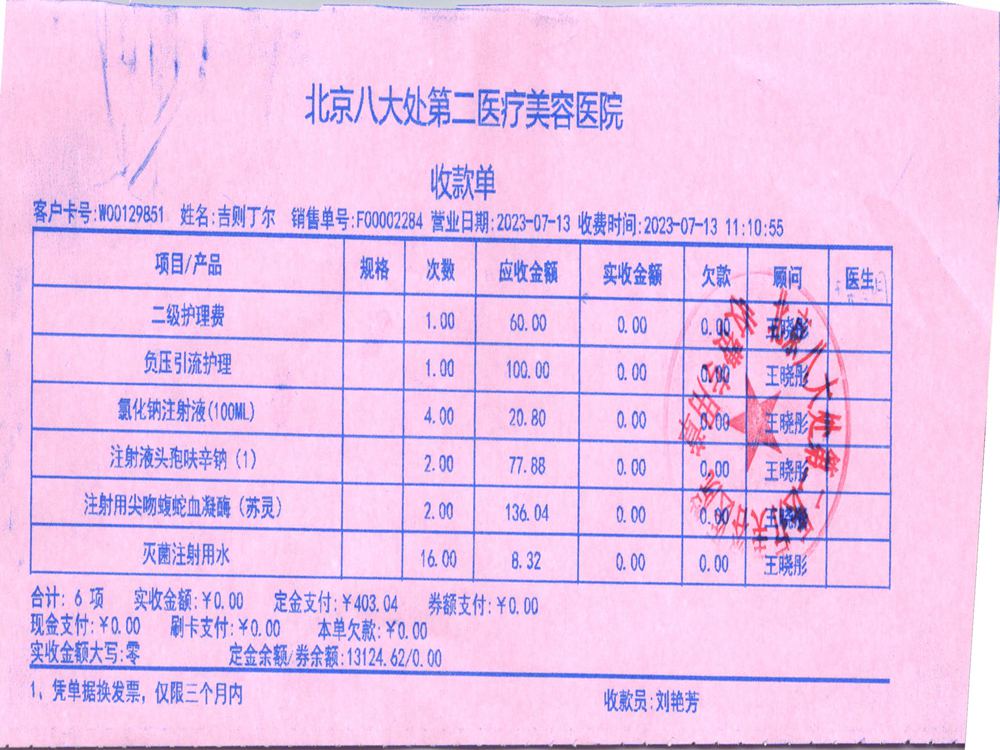 北京八大处第二医疗美容医院
收款单
客户卡号:W00129851 姓名:吉则丁尔 销售单号:F00002284 营业日期:2023-07-13 收费时间:2023-07-13 11:10:55
项目/产品 规格 次数 应收金额 实收金额 欠款 顾问 医生
二级护理费 1.00 60.00 0.00 0.00 王晓彤
负压引流护理 1.00 100.00 0.00 0.00 王晓彤
氯化钠注射液(100ML) 4.00 20.80 0.00 0.00 王晓彤
注射液头孢呋辛钠(1) 2.00 77.88 0.00 0.00 王晓彤
注射用尖吻蝮蛇血凝酶(苏灵) 2.00 136.04 0.00 0.00 王晓彤
灭菌注射用水 16.00 8.32 0.00 0.00 王晓彤
合计: 6 项 实收金额:￥0.00 定金支付:￥403.04 券额支付:￥0.00
现金支付:￥0.00 刷卡支付:￥0.00 本单欠款:￥0.00
实收金额大写:零 定金余额/券余额:13124.62/0.00
1、凭单据换发票，仅限三个月内 收款员:刘艳芳
收费专用章